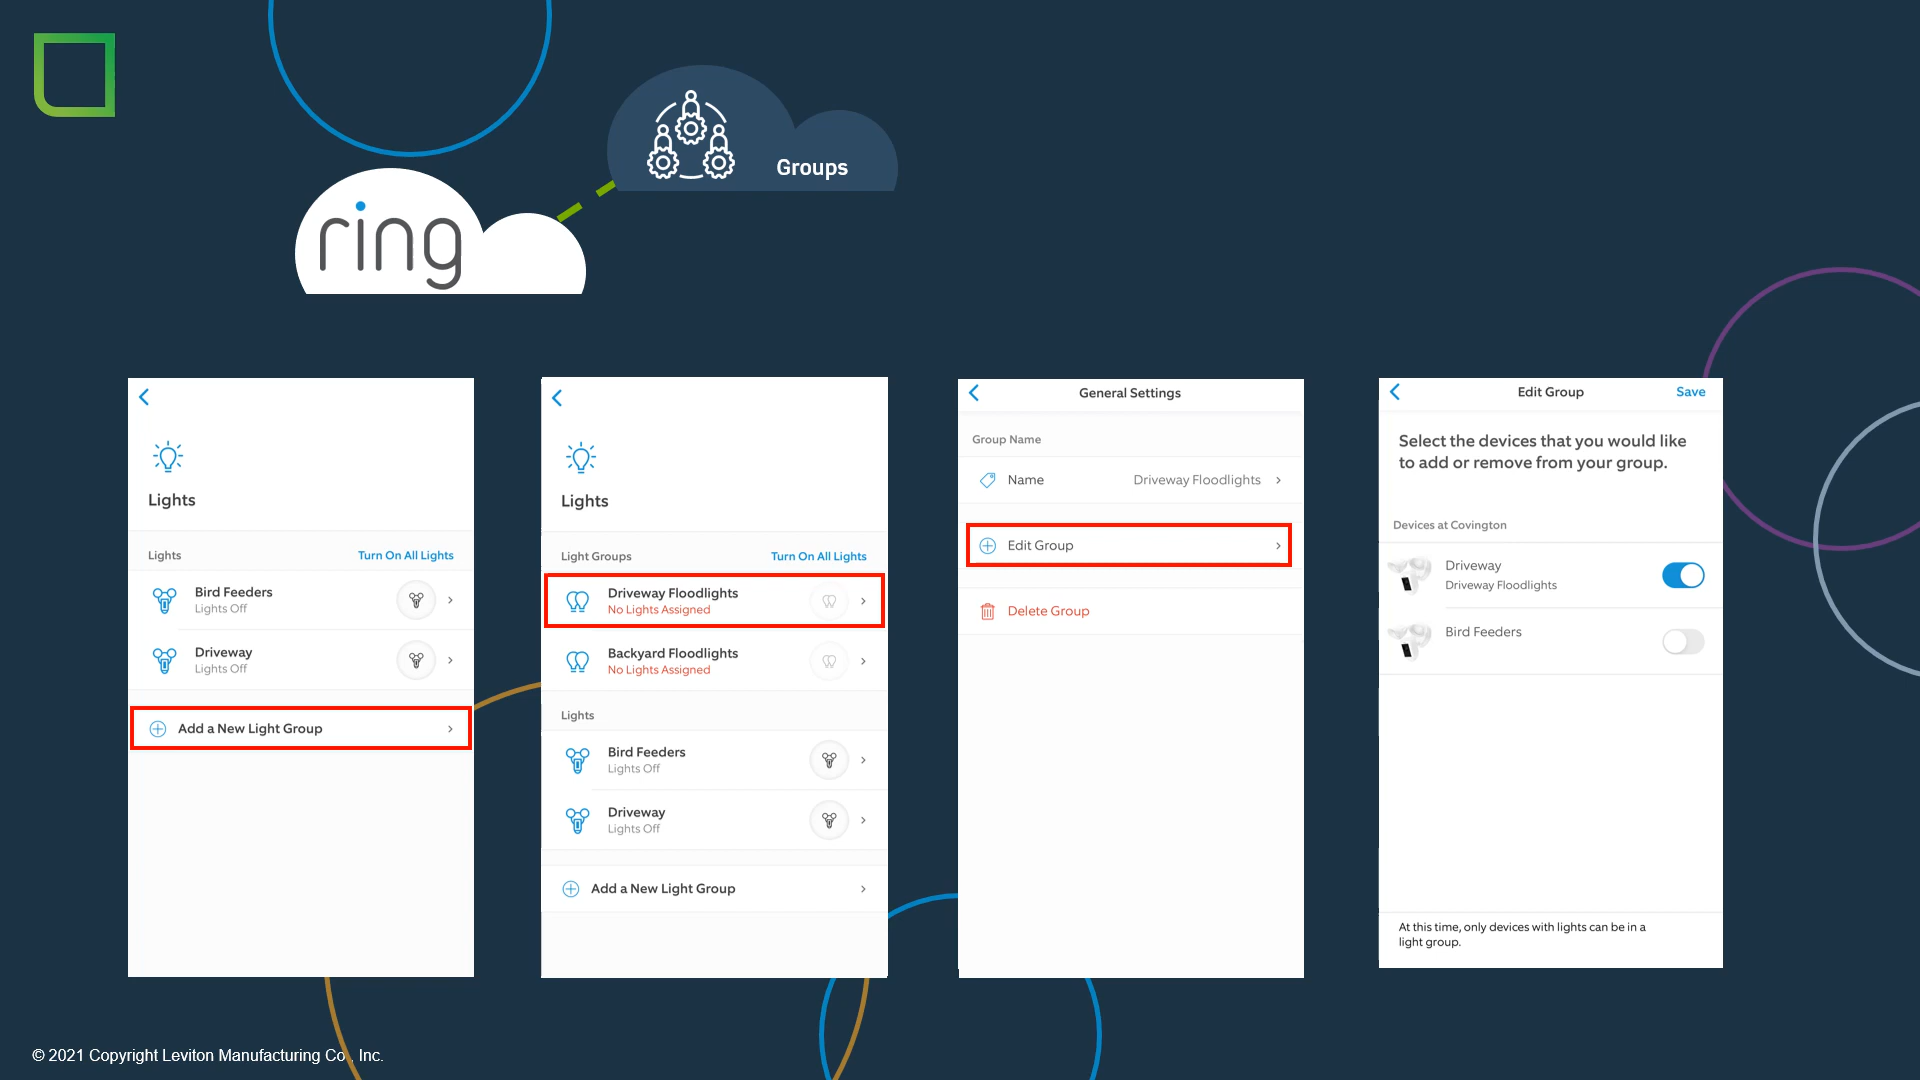 Groups
ring
Lights
Lights
Turn On All Lights
Bird Feeders
Lights Off
Driveway
Lights Off
Add a New Light Group
Lights
Light Groups
Turn On All Lights
Driveway Floodlights
No Lights Assigned
Backyard Floodlights
No Lights Assigned
Lights
Bird Feeders
Lights Off
Driveway
Lights Off
Add a New Light Group
General Settings
Group Name
Name
Driveway Floodlights
Edit Group
Delete Group
Edit Group
Save
Select the devices that you would like
to add or remove from your group.
Devices at Covington
Driveway
Driveway Floodlights
Bird Feeders
At this time, only devices with lights can be in a
light group.
© 2021 Copyright Leviton Manufacturing Co., Inc.